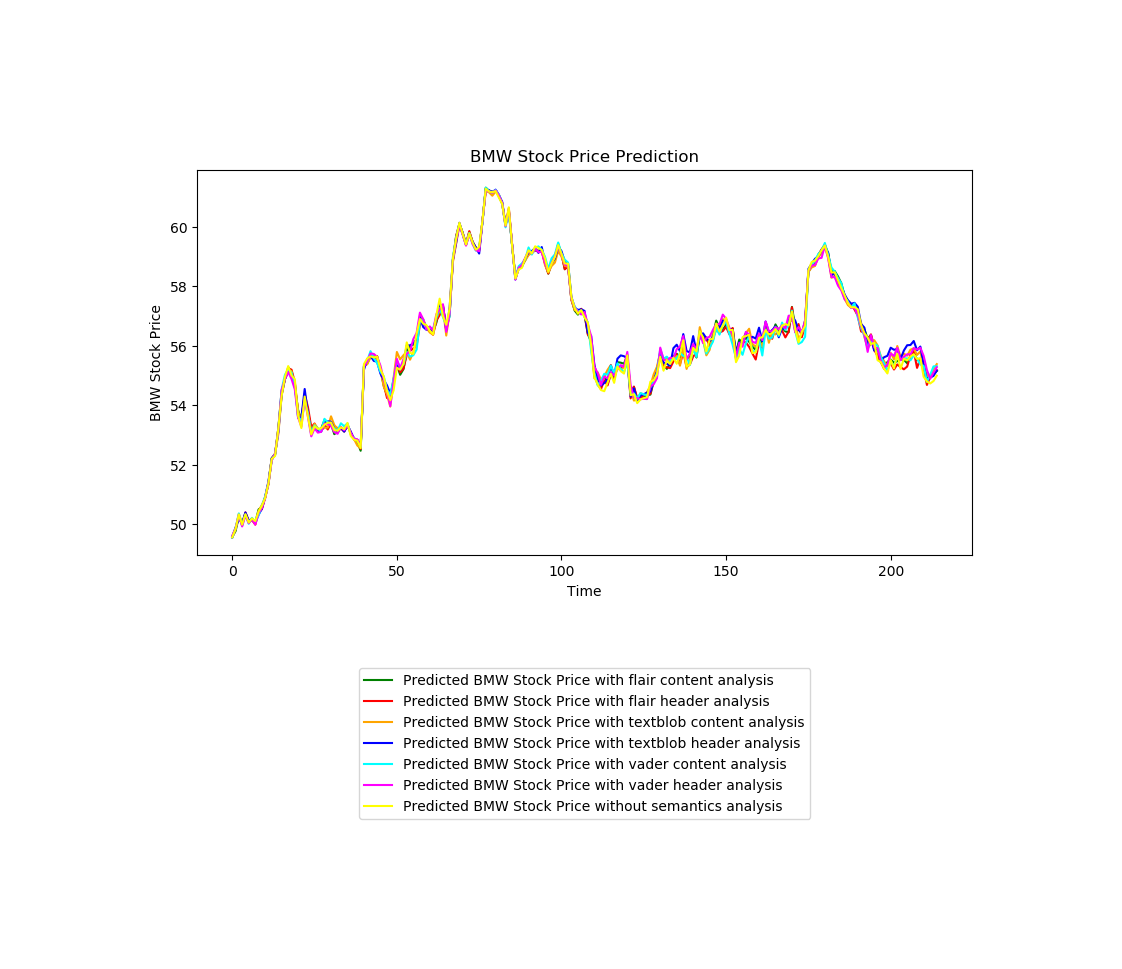 BMW Stock Price Prediction
BMW Stock Price
60
58
56
54
52
50
0 50 100 150 200
Time
Predicted BMW Stock Price with flair content analysis
Predicted BMW Stock Price with flair header analysis
Predicted BMW Stock Price with textblob content analysis
Predicted BMW Stock Price with textblob header analysis
Predicted BMW Stock Price with vader content analysis
Predicted BMW Stock Price with vader header analysis
Predicted BMW Stock Price without semantics analysis